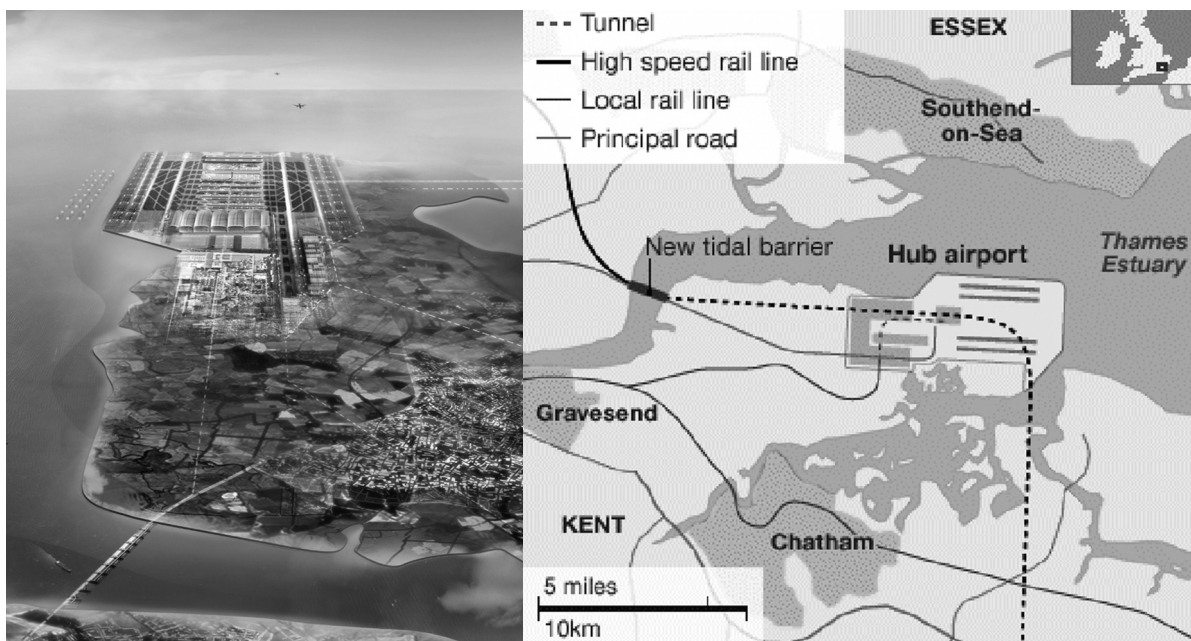 Tunnel
High speed rail line
Local rail line
Principal road
ESSEX
Southend-
on-Sea
New tidal barrier
Hub airport
Thames
Estuary
Gravesend
KENT
Chatham
5 miles
10km